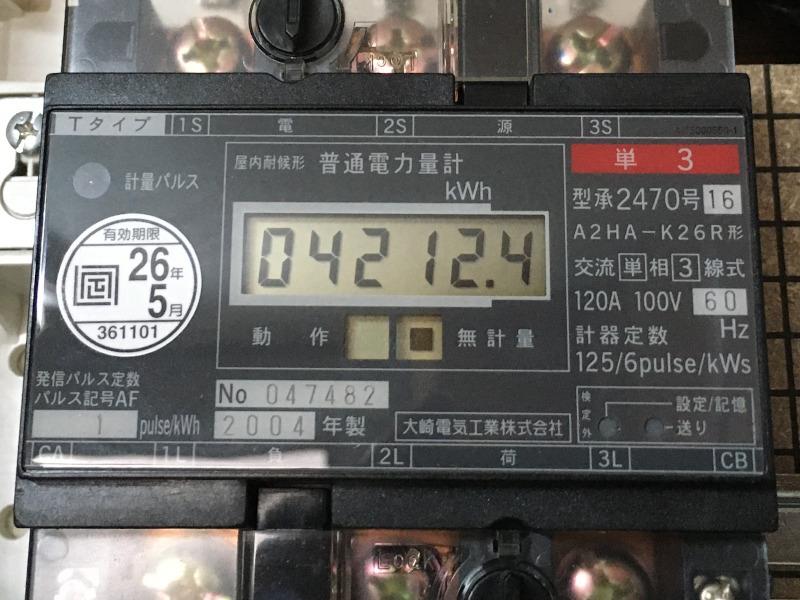 LOCK
Tタイプ 1S 電 2S 源 3S
計量パルス
屋内耐候形 普通電力量計
kWh
04212.4
動作 無計量
有効期限
26年
5月
361101
単3
型承2470号 16
A2HA-K26R形
交流 単 相 3 線式
120A 100V 60
Hz
計器定数
125/6pulse/kWs
発信パルス定数
パルス記号AF
1 pulse/kWh
No 047482
2004 年製
大崎電気工業株式会社
検定外
設定/記憶
送り
CA 1L 負 2L 荷 3L CB
LOCK